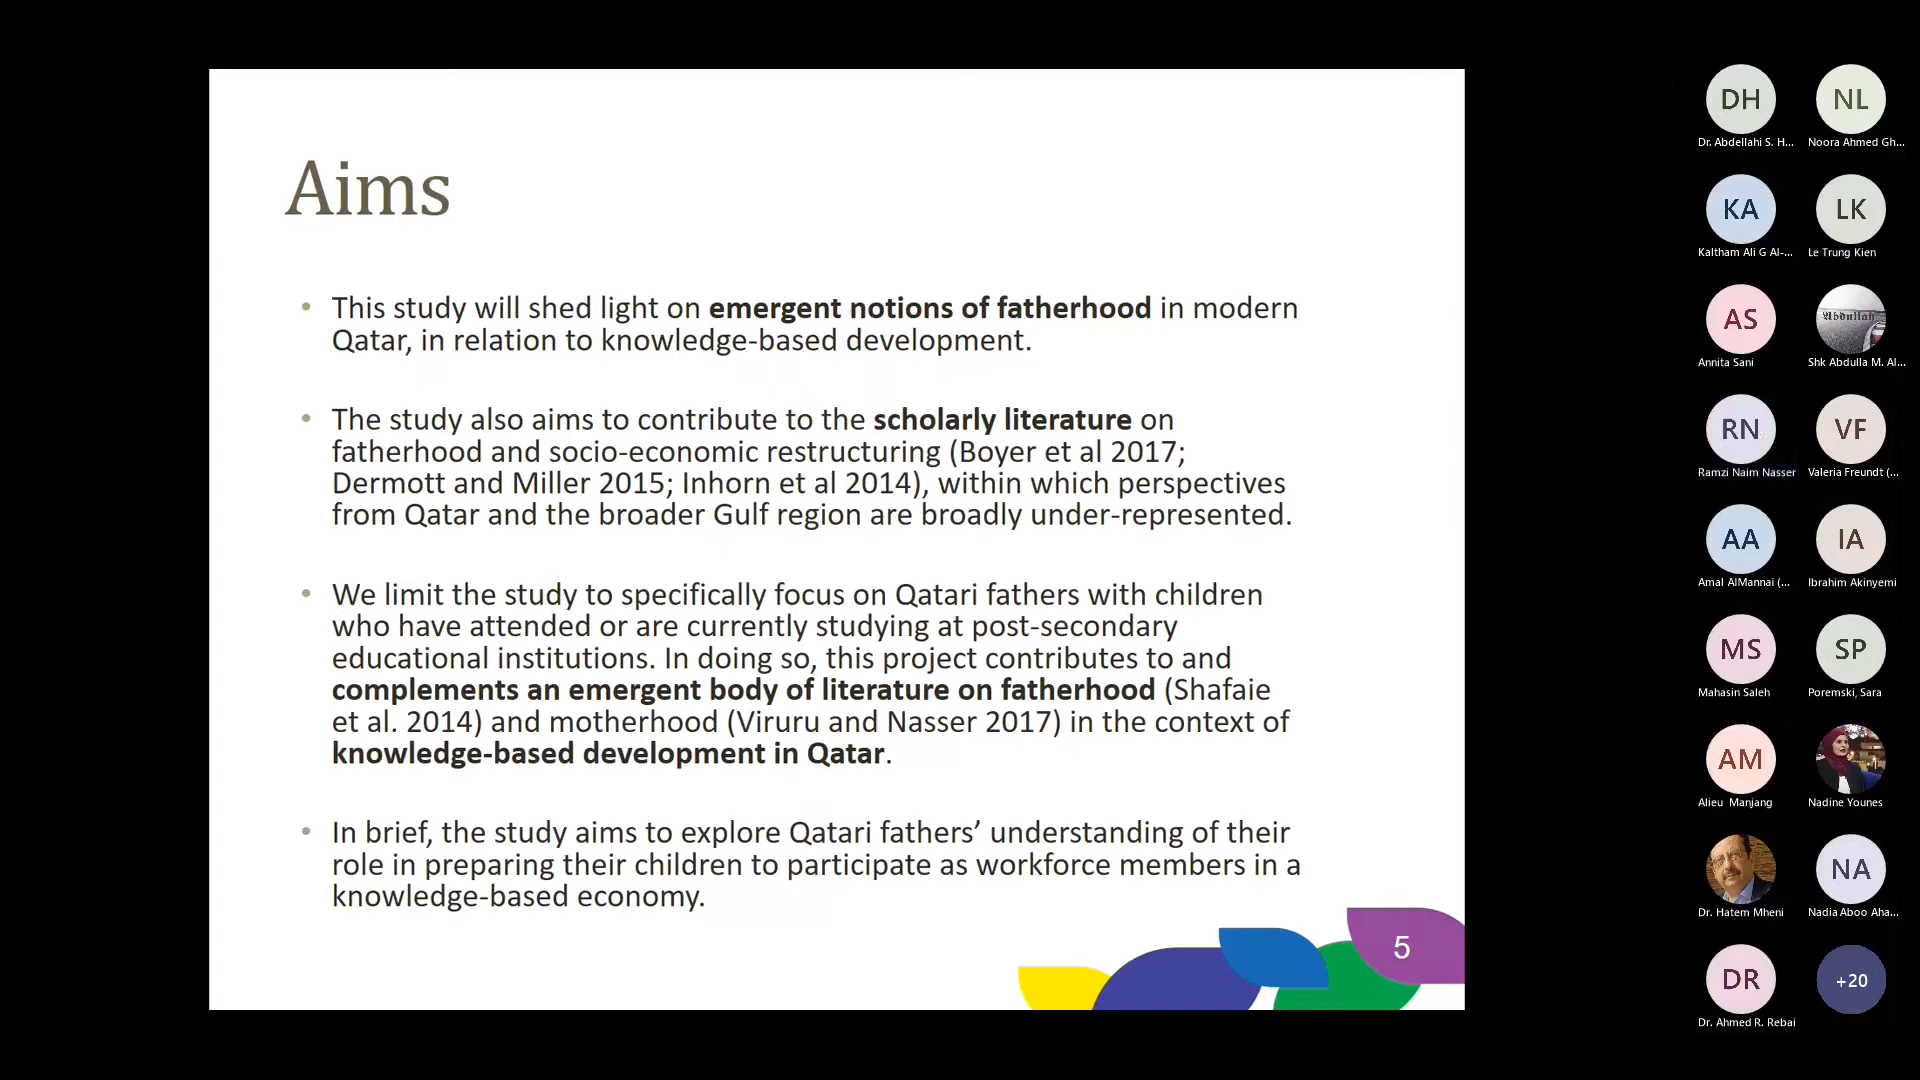 Aims
• This study will shed light on emergent notions of fatherhood in modern
Qatar, in relation to knowledge-based development.
• The study also aims to contribute to the scholarly literature on
fatherhood and socio-economic restructuring (Boyer et al 2017;
Dermott and Miller 2015; Inhorn et al 2014), within which perspectives
from Qatar and the broader Gulf region are broadly under-represented.
• We limit the study to specifically focus on Qatari fathers with children
who have attended or are currently studying at post-secondary
educational institutions. In doing so, this project contributes to and
complements an emergent body of literature on fatherhood (Shafaie
et al. 2014) and motherhood (Viruru and Nasser 2017) in the context of
knowledge-based development in Qatar.
• In brief, the study aims to explore Qatari fathers’ understanding of their
role in preparing their children to participate as workforce members in a
knowledge-based economy.
5
DH
Dr. Abdellahi S. H...
NL
Noora Ahmed Gh...
KA
Kaltham Ali G Al-...
LK
Le Trung Kien
AS
Annita Sani
Abdullah
Shk Abdulla M. Al...
RN
Ramzi Naim Nasser
VF
Valeria Freundt (...
AA
Amal AlMannai (...
IA
Ibrahim Akinyemi
MS
Mahasin Saleh
SP
Poremski, Sara
AM
Alieu Manjang
Nadine Younes
Dr. Hatem Mheni
NA
Nadia Aboo Aha...
DR
Dr. Ahmed R. Rebai
+20